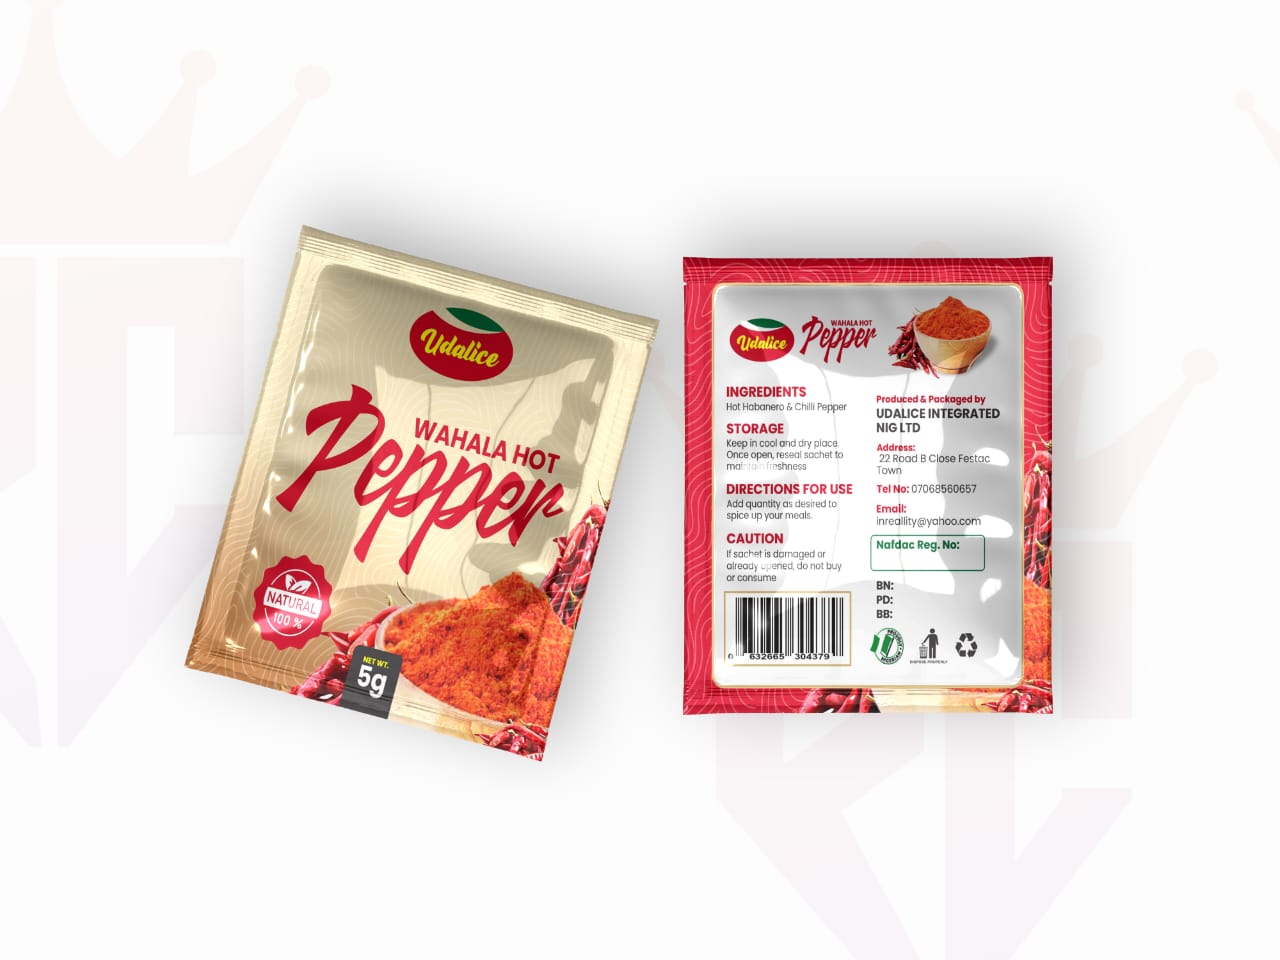 Udalice
WAHALA HOT
Pepper
NATURAL
100 %
NET WT.
5g
Udalice
WAHALA HOT
Pepper
INGREDIENTS
Hot Habanero & Chilli Pepper
STORAGE
Keep in cool and dry place.
Once open, reseal sachet to
maintain freshness
DIRECTIONS FOR USE
Add quantity as desired to
spice up your meals.
CAUTION
If sachet is damaged or
already opened, do not buy
or consume
0 632665 304379
Produced & Packaged by
UDALICE INTEGRATED
NIG LTD
Address:
22 Road B Close Festac
Town
Tel No: 07068560657
Email:
inreallity@yahoo.com
Nafdac Reg. No:
BN:
PD:
BB:
PROUDLY
NIGERIAN
DISPOSE PROPERLY